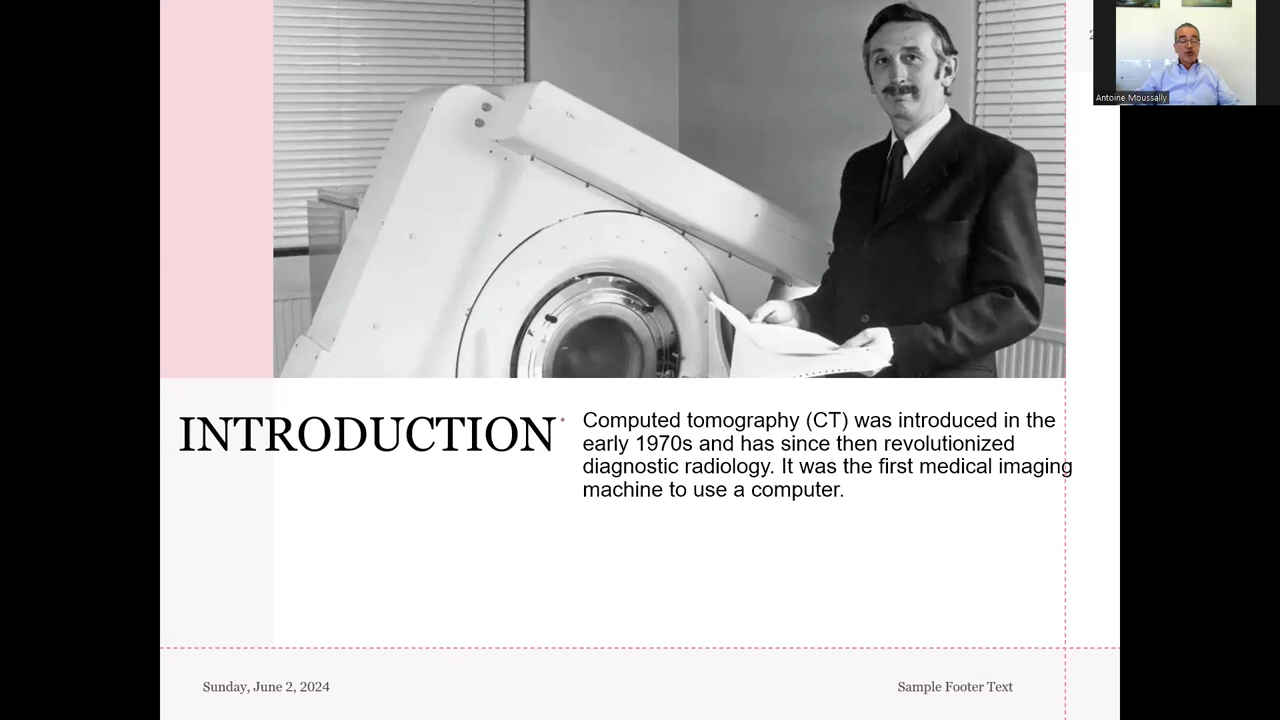 2
Antoine Moussally
INTRODUCTION
Computed tomography (CT) was introduced in the
early 1970s and has since then revolutionized
diagnostic radiology. It was the first medical imaging
machine to use a computer.
Sunday, June 2, 2024
Sample Footer Text